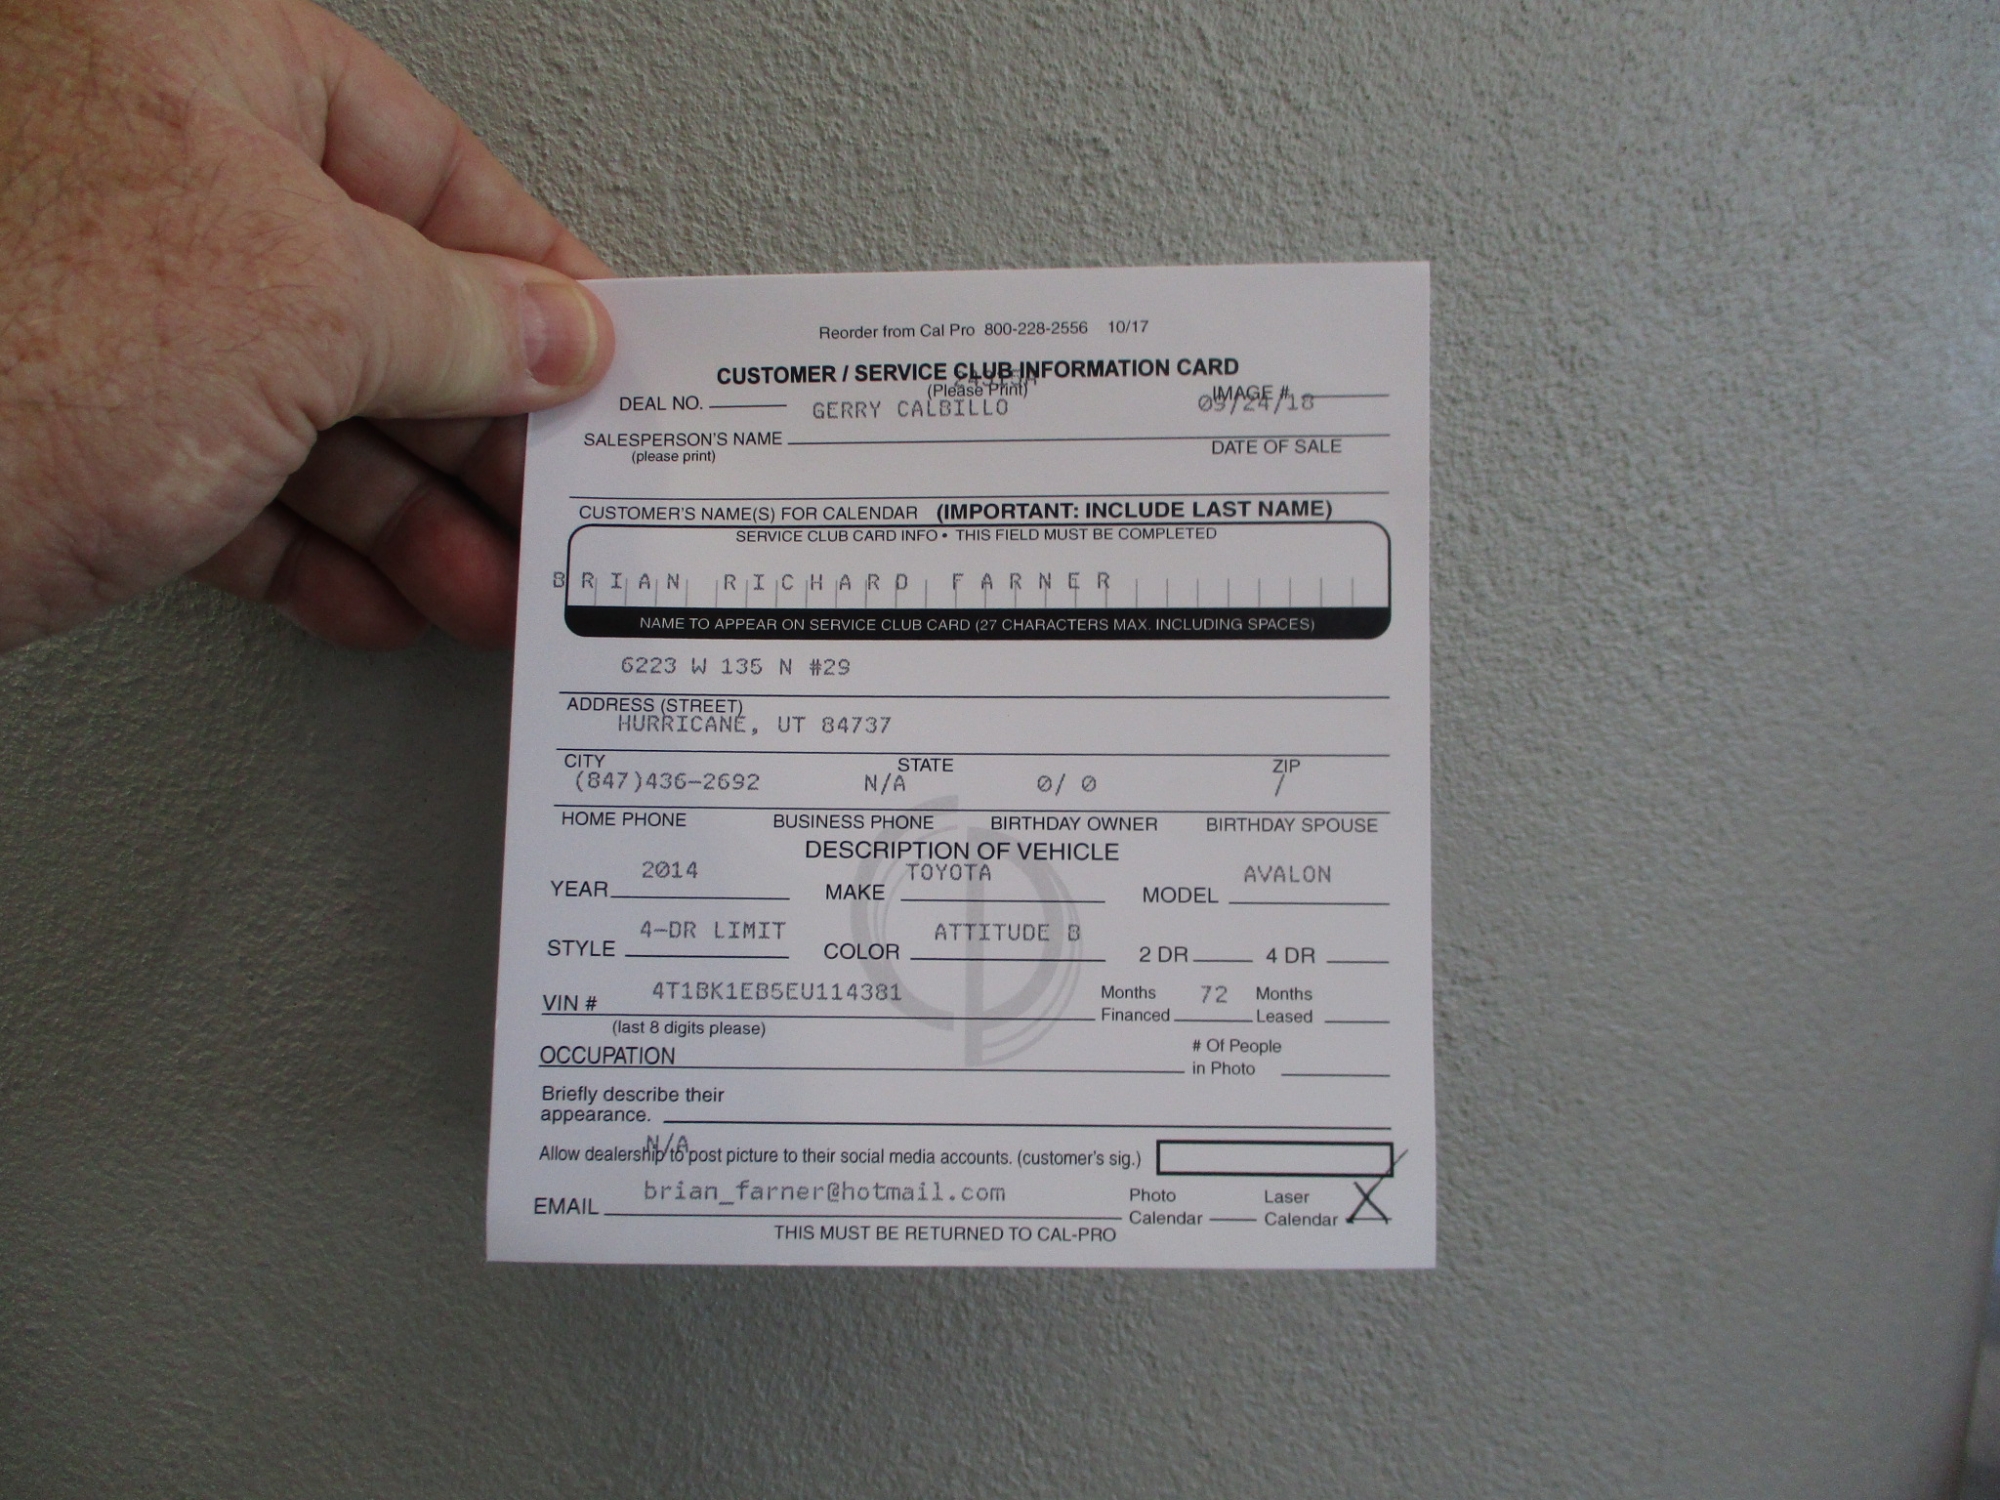 Reorder from Cal Pro 800-228-2556 10/17
CUSTOMER / SERVICE CLUB INFORMATION CARD
(Please Print)
DEAL NO. IMAGE #
GERRY CALBILLO 09/24/18
SALESPERSON'S NAME DATE OF SALE
(please print)
CUSTOMER'S NAME(S) FOR CALENDAR (IMPORTANT: INCLUDE LAST NAME)
SERVICE CLUB CARD INFO • THIS FIELD MUST BE COMPLETED
BRIAN RICHARD FARNER
NAME TO APPEAR ON SERVICE CLUB CARD (27 CHARACTERS MAX. INCLUDING SPACES)
6223 W 135 N #29
ADDRESS (STREET)
HURRICANE, UT 84737
CITY STATE ZIP
(847)436-2692 N/A 0/ 0 /
HOME PHONE BUSINESS PHONE BIRTHDAY OWNER BIRTHDAY SPOUSE
DESCRIPTION OF VEHICLE
2014 TOYOTA AVALON
YEAR MAKE MODEL
4-DR LIMIT ATTITUDE B
STYLE COLOR 2 DR 4 DR
4T1BK1EB5EU114381 Months 72 Months
VIN # Financed Leased
(last 8 digits please)
OCCUPATION # Of People
in Photo
Briefly describe their
appearance.
N/A
Allow dealership to post picture to their social media accounts. (customer's sig.)
brian_farner@hotmail.com Photo Laser X
EMAIL Calendar Calendar
THIS MUST BE RETURNED TO CAL-PRO